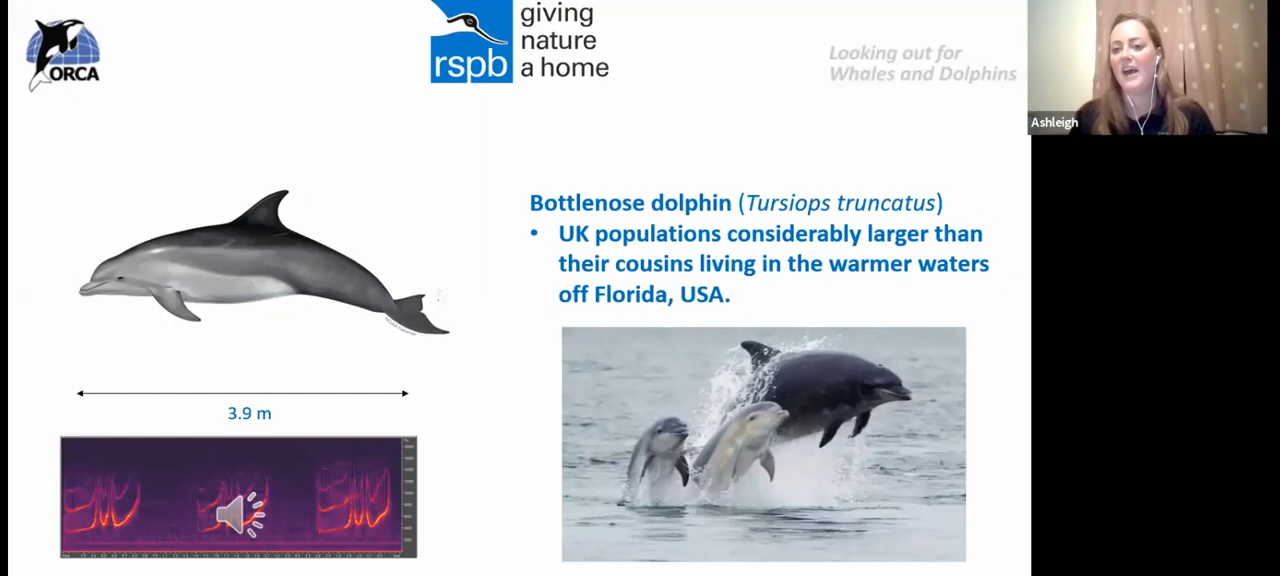 ORCA
giving
nature
rspb a home
Looking out for
Whales and Dolphins
Ashleigh
Bottlenose dolphin (Tursiops truncatus)
• UK populations considerably larger than
their cousins living in the warmer waters
off Florida, USA.
3.9 m